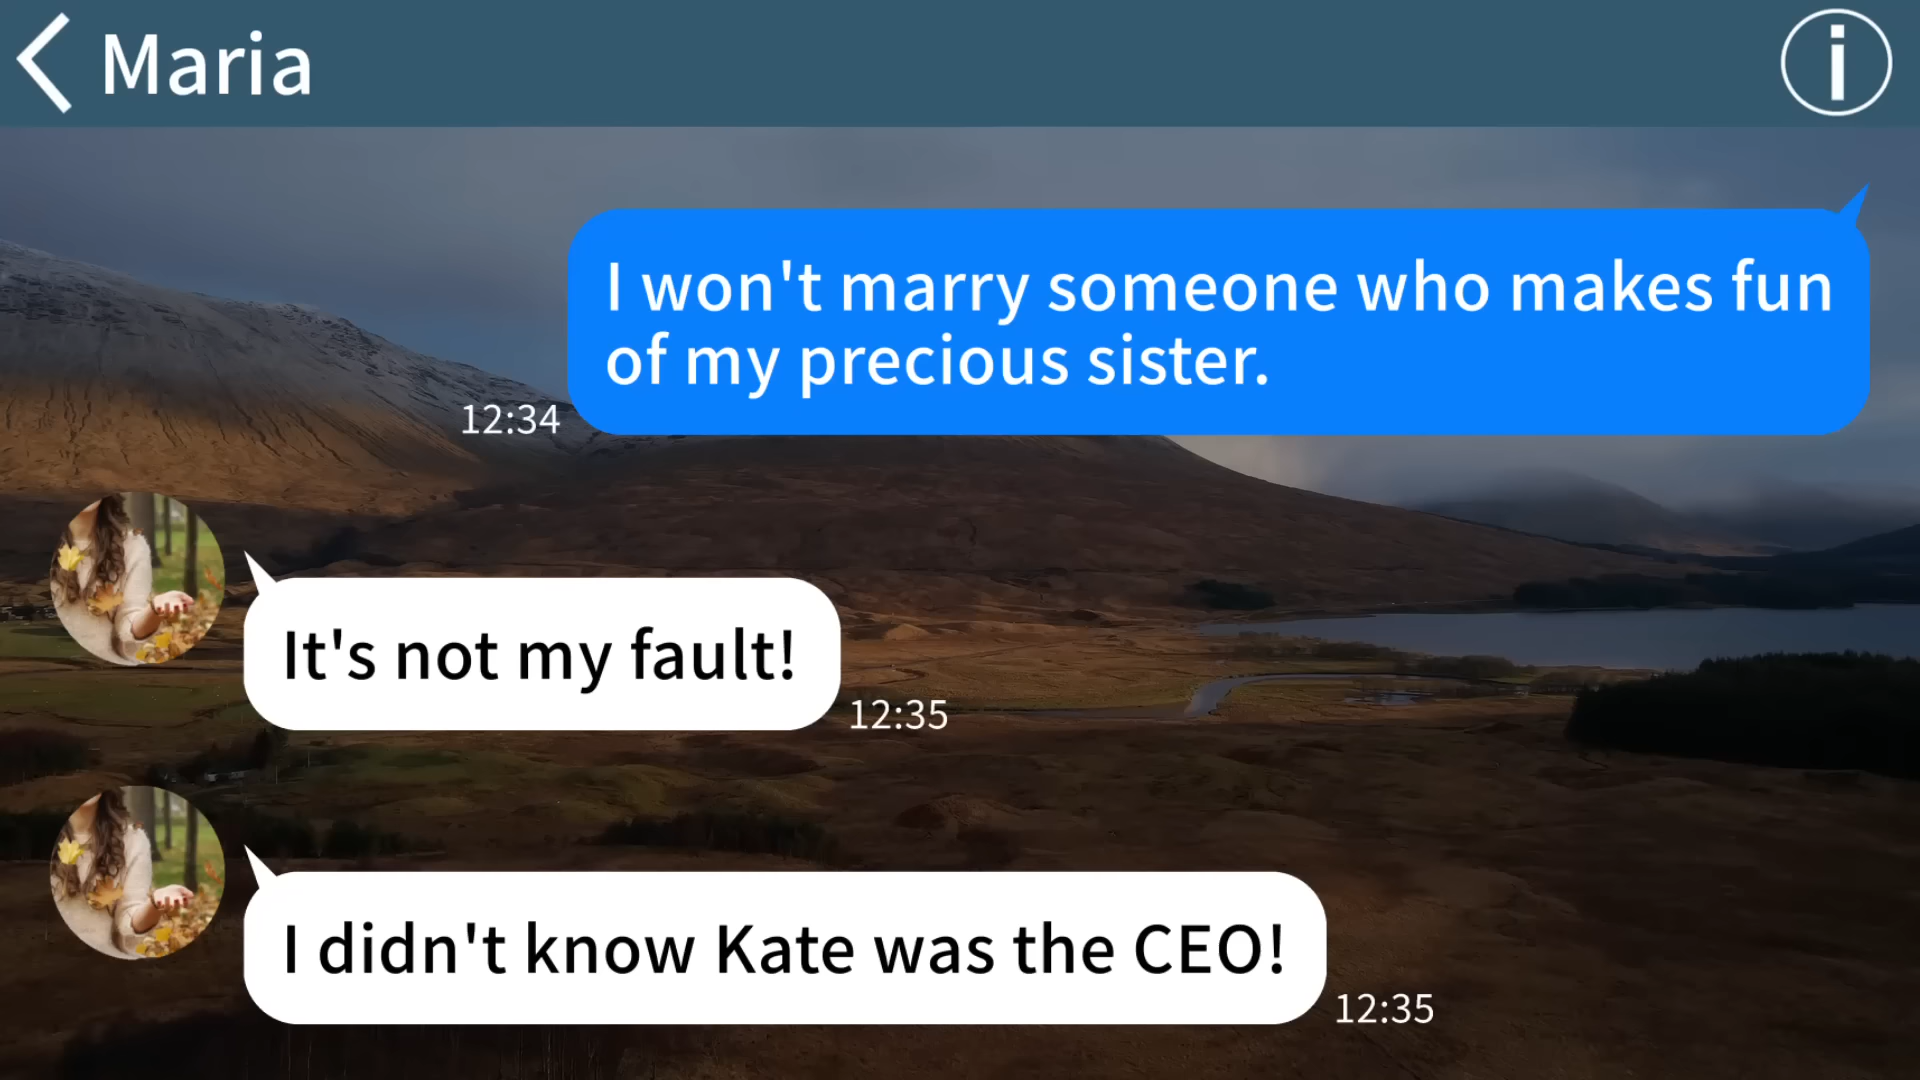 Maria
I won't marry someone who makes fun
of my precious sister.
12:34
It's not my fault!
12:35
I didn't know Kate was the CEO!
12:35